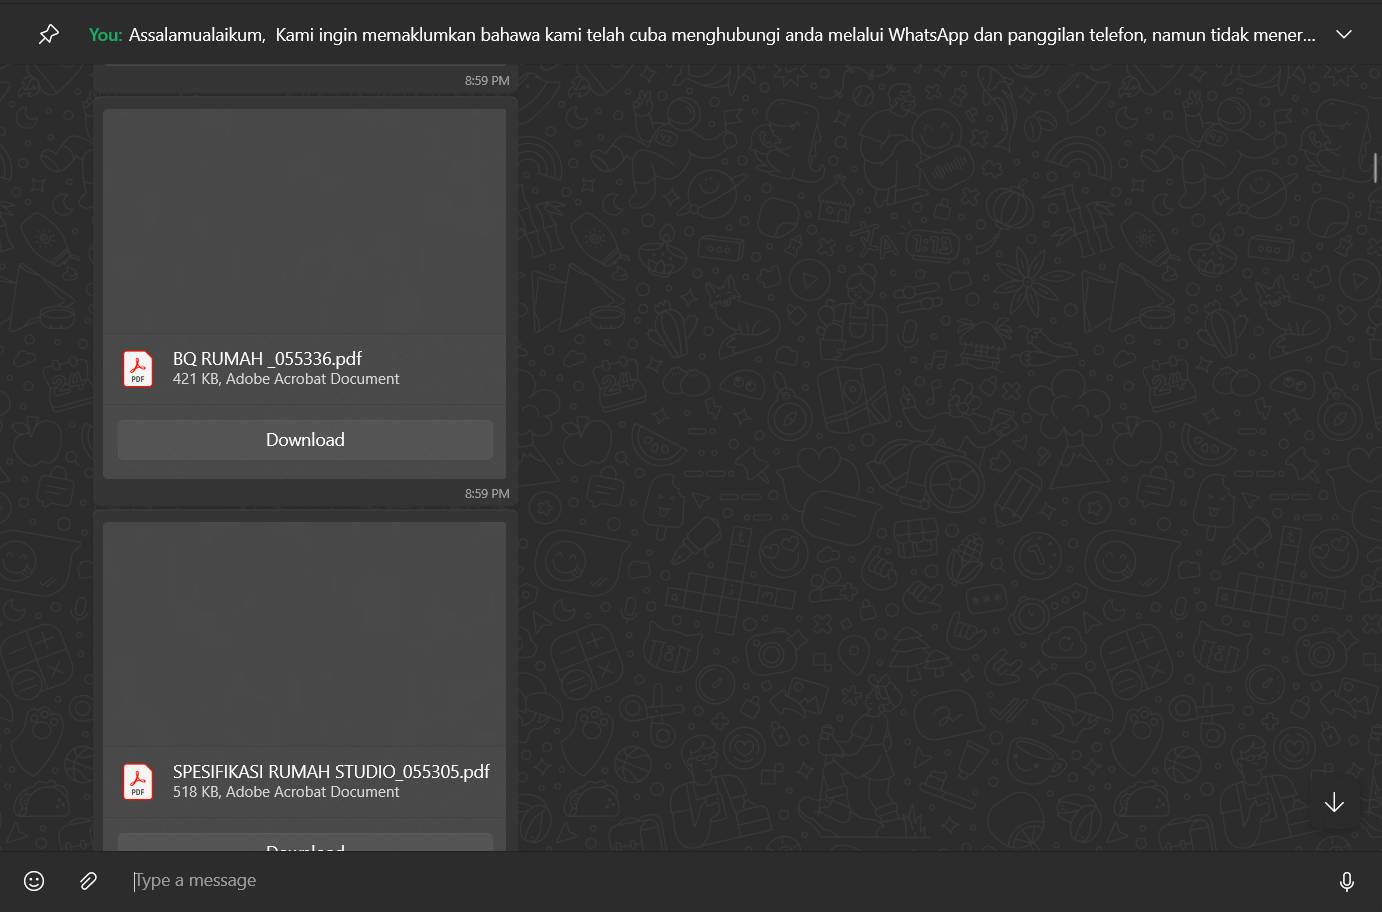 You: Assalamualaikum,  Kami ingin memaklumkan bahawa kami telah cuba menghubungi anda melalui WhatsApp dan panggilan telefon, namun tidak mener...
8:59 PM
BQ RUMAH _055336.pdf
PDF
421 KB, Adobe Acrobat Document
Download
8:59 PM
SPESIFIKASI RUMAH STUDIO_055305.pdf
PDF
518 KB, Adobe Acrobat Document
Download
Type a message